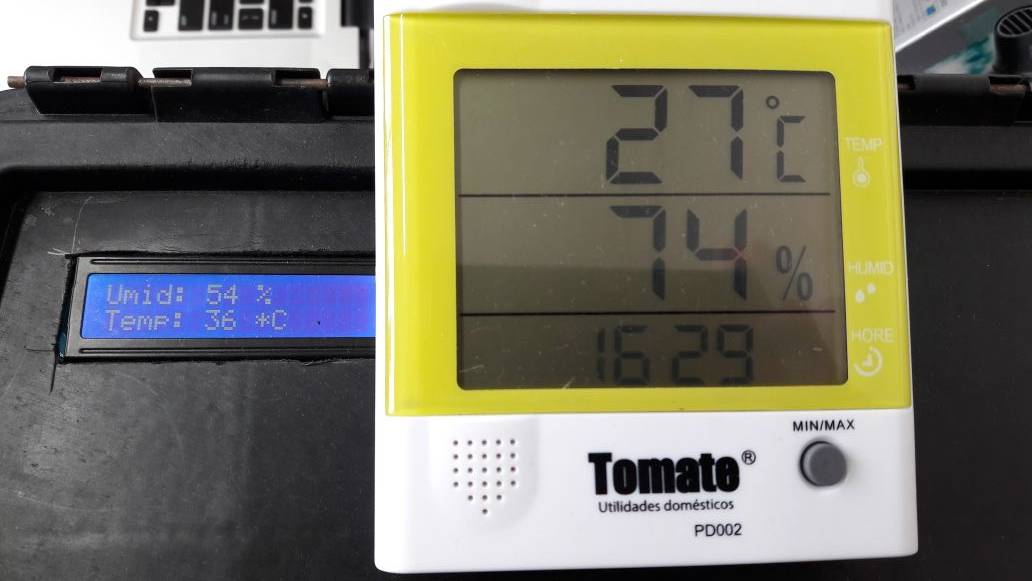 Umid: 54 %
Temp: 36 *C
27 °C
TEMP
74 %
HUMID
16 29
HORE
MIN/MAX
Tomate®
Utilidades domésticos
PD002